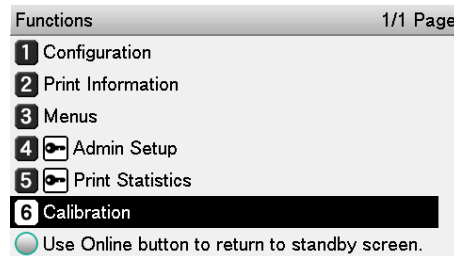 Functions 1/1 Page
1 Configuration
2 Print Information
3 Menus
4 Admin Setup
5 Print Statistics
6 Calibration
Use Online button to return to standby screen.